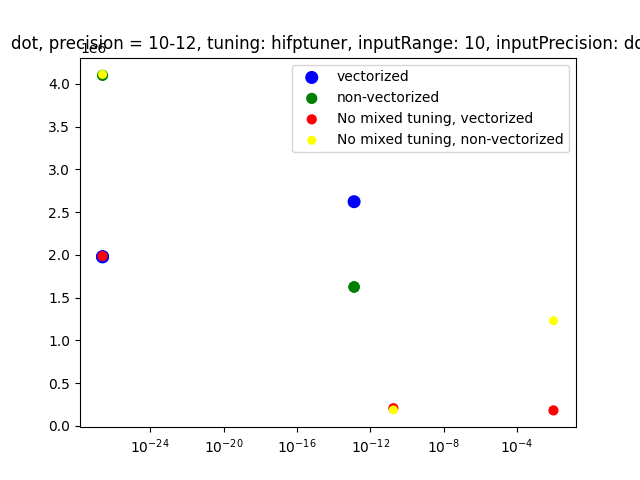 dot, precision = 10-12, tuning: hifptuner, inputRange: 10, inputPrecision: do
1e6
vectorized
non-vectorized
No mixed tuning, vectorized
No mixed tuning, non-vectorized
4.0
3.5
3.0
2.5
2.0
1.5
1.0
0.5
0.0
10⁻²⁴ 10⁻²⁰ 10⁻¹⁶ 10⁻¹² 10⁻⁸ 10⁻⁴